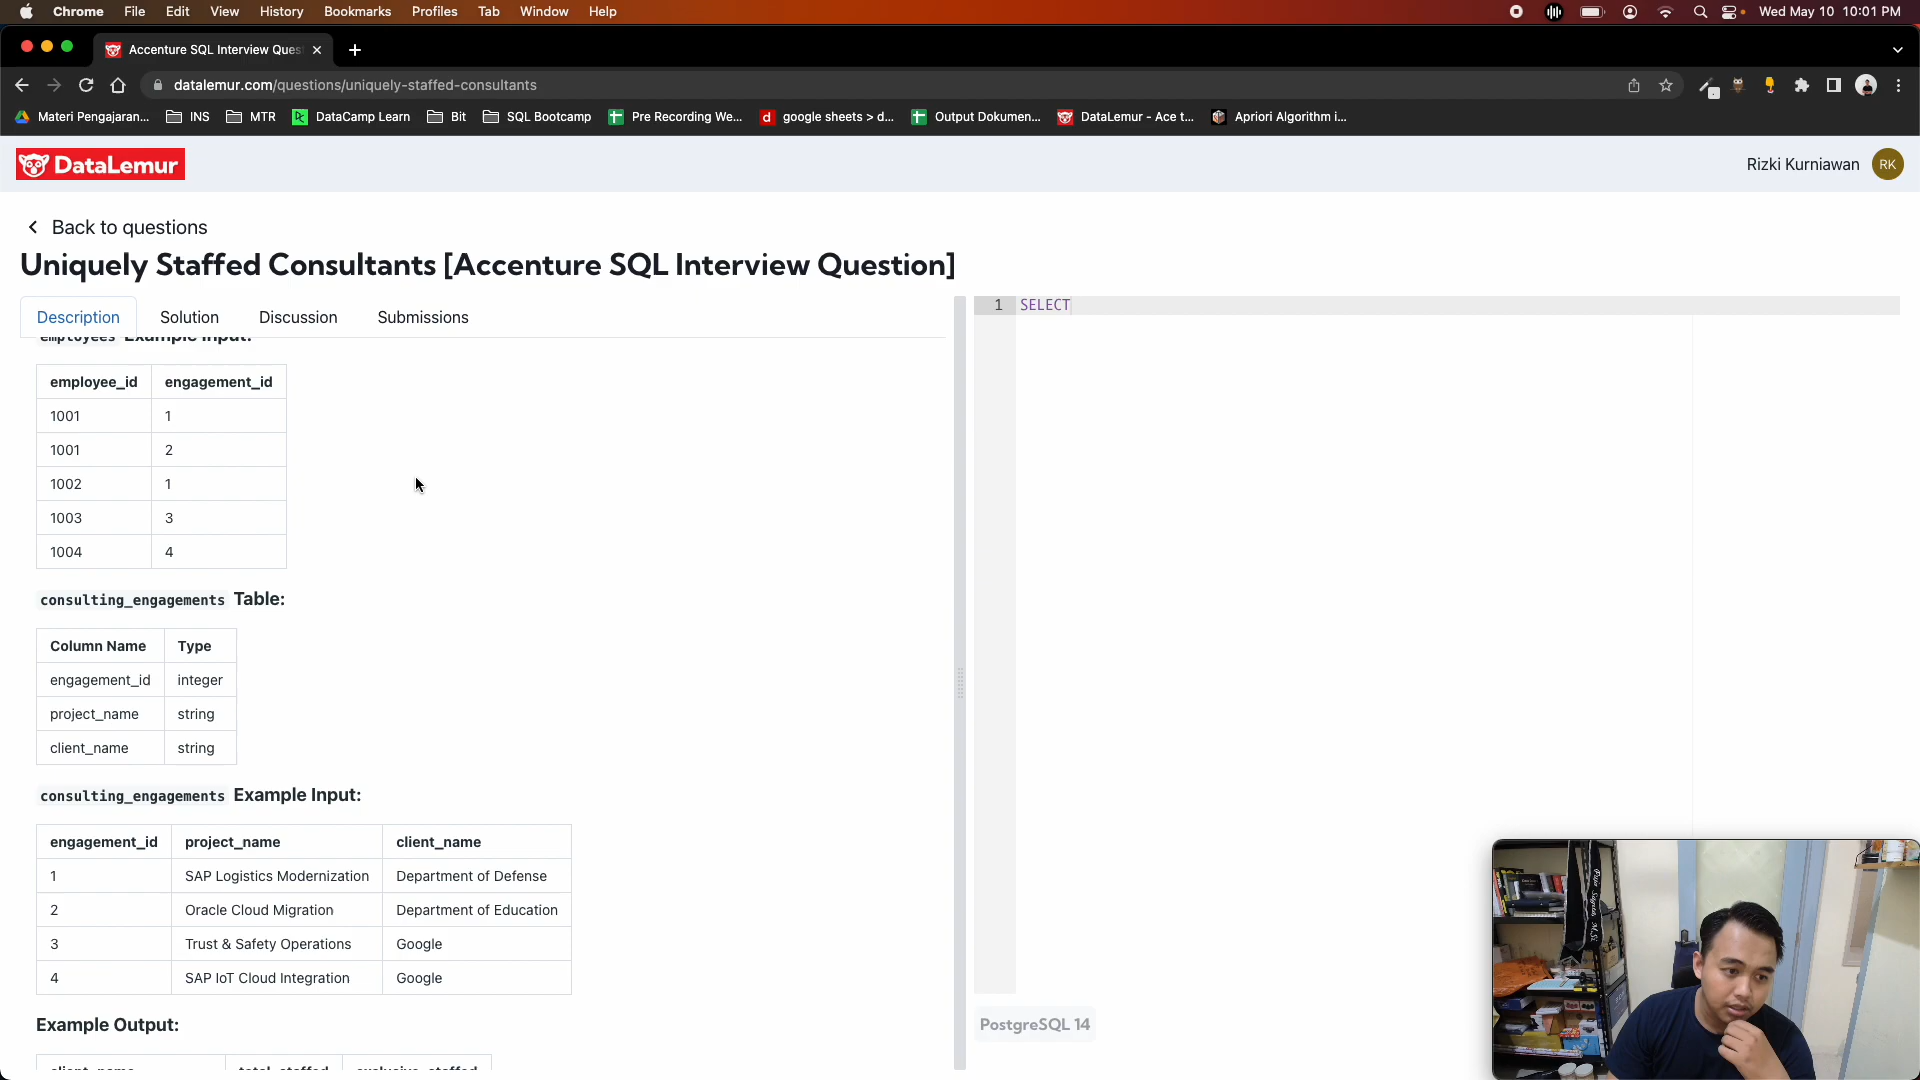 Chrome File Edit View History Bookmarks Profiles Tab Window Help Wed May 10 10:01 PM
Accenture SQL Interview Ques
datalemur.com/questions/uniquely-staffed-consultants
Materi Pengajaran... INS MTR DataCamp Learn Bit SQL Bootcamp Pre Recording We... google sheets > d... Output Dokumen... DataLemur - Ace t... Apriori Algorithm i...
DataLemur Rizki Kurniawan RK
Back to questions
Uniquely Staffed Consultants [Accenture SQL Interview Question]
Description Solution Discussion Submissions
1 SELECT
employees Example Input:
employee_id engagement_id
1001 1
1001 2
1002 1
1003 3
1004 4
consulting_engagements Table:
Column Name Type
engagement_id integer
project_name string
client_name string
consulting_engagements Example Input:
engagement_id project_name client_name
1 SAP Logistics Modernization Department of Defense
2 Oracle Cloud Migration Department of Education
3 Trust & Safety Operations Google
4 SAP IoT Cloud Integration Google
Example Output:
client_name total_staffed exclusive_staffed
PostgreSQL 14